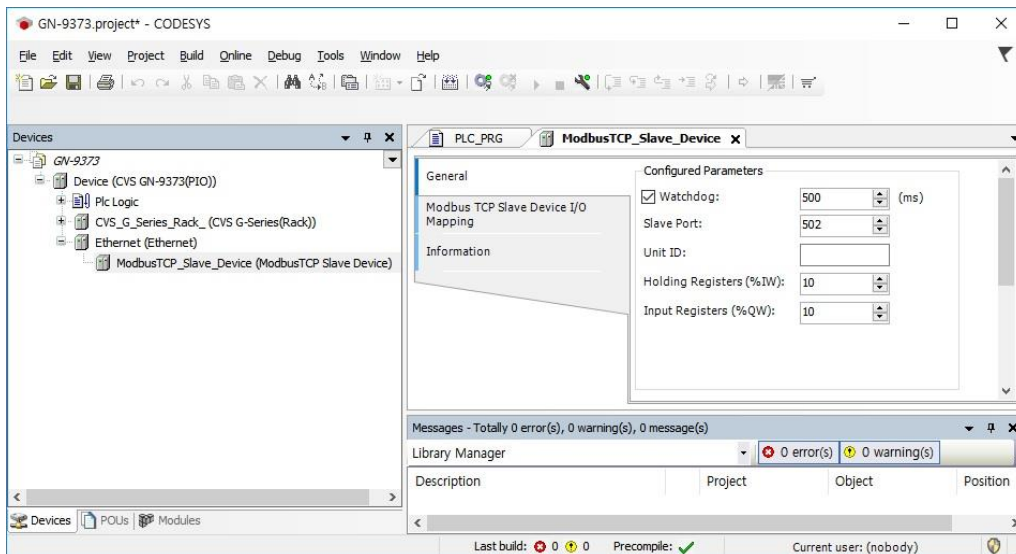 GN-9373.project* - CODESYS
File Edit View Project Build Online Debug Tools Window Help
Devices
GN-9373
Device (CVS GN-9373(PIO))
Plc Logic
CVS_G_Series_Rack_ (CVS G-Series(Rack))
Ethernet (Ethernet)
ModbusTCP_Slave_Device (ModbusTCP Slave Device)
Devices POUs Modules
PLC_PRG ModbusTCP_Slave_Device
General
Modbus TCP Slave Device I/O
Mapping
Information
Configured Parameters
Watchdog: 500 (ms)
Slave Port: 502
Unit ID:
Holding Registers (%IW): 10
Input Registers (%QW): 10
Messages - Totally 0 error(s), 0 warning(s), 0 message(s)
Library Manager 0 error(s) 0 warning(s)
Description Project Object Position
Last build: 0 0 Precompile: Current user: (nobody)